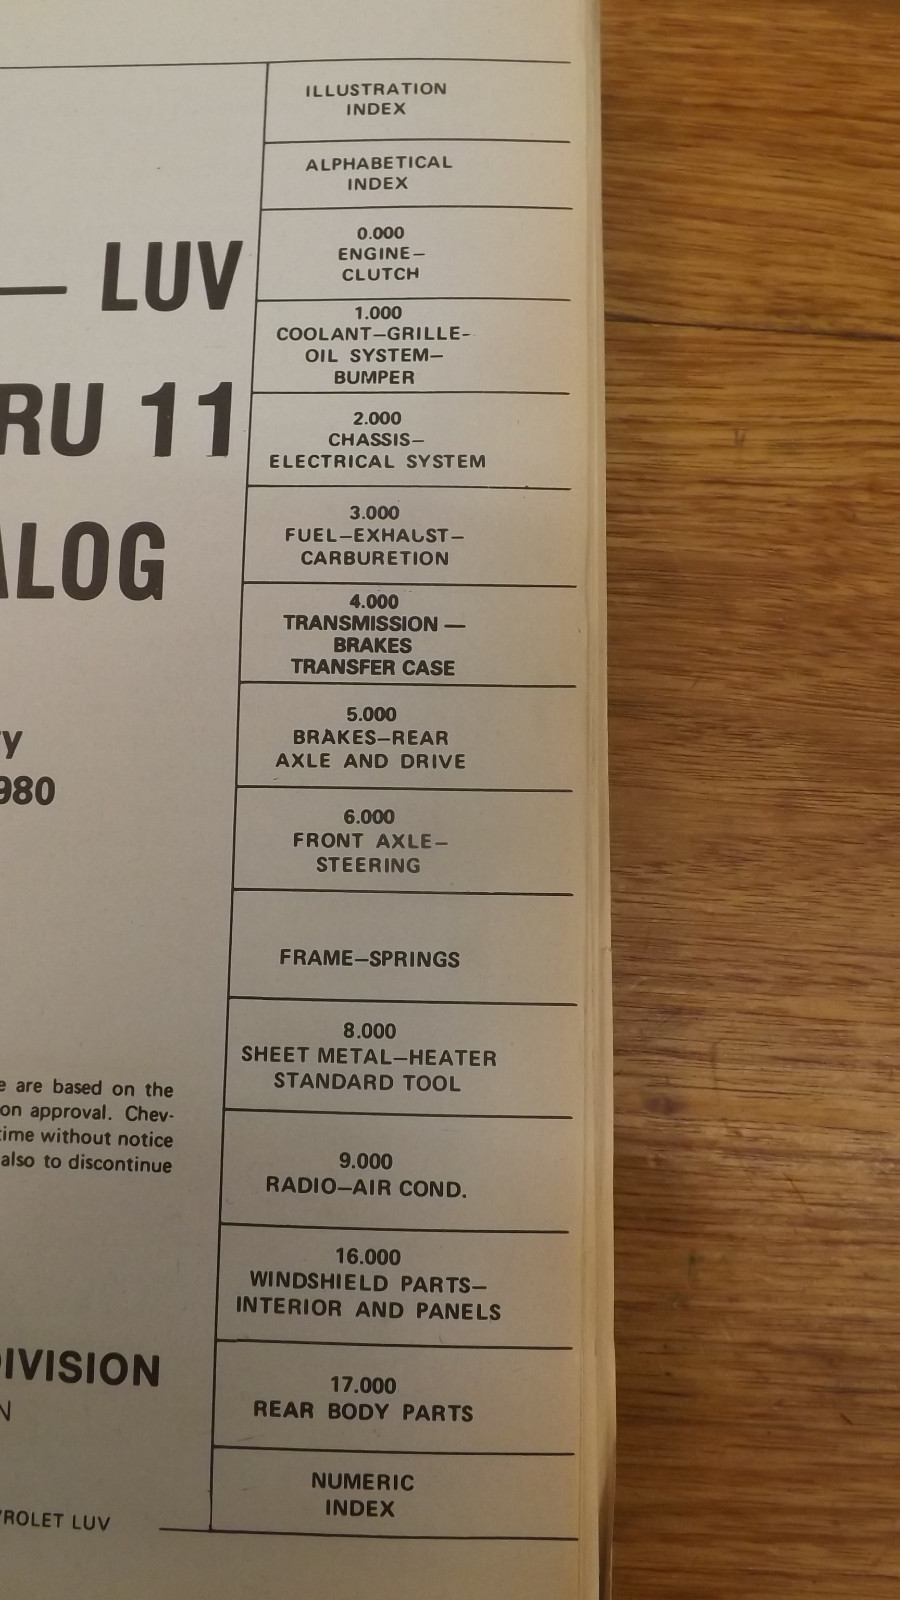 — LUV
RU 11
ALOG
y
980
e are based on the
on approval. Chev-
time without notice
also to discontinue
DIVISION
N
ROLET LUV
ILLUSTRATION
INDEX
ALPHABETICAL
INDEX
0.000
ENGINE—
CLUTCH
1.000
COOLANT—GRILLE-
OIL SYSTEM—
BUMPER
2.000
CHASSIS—
ELECTRICAL SYSTEM
3.000
FUEL—EXHAUST—
CARBURETION
4.000
TRANSMISSION —
BRAKES
TRANSFER CASE
5.000
BRAKES—REAR
AXLE AND DRIVE
6.000
FRONT AXLE—
STEERING
FRAME—SPRINGS
8.000
SHEET METAL—HEATER
STANDARD TOOL
9.000
RADIO—AIR COND.
16.000
WINDSHIELD PARTS—
INTERIOR AND PANELS
17.000
REAR BODY PARTS
NUMERIC
INDEX